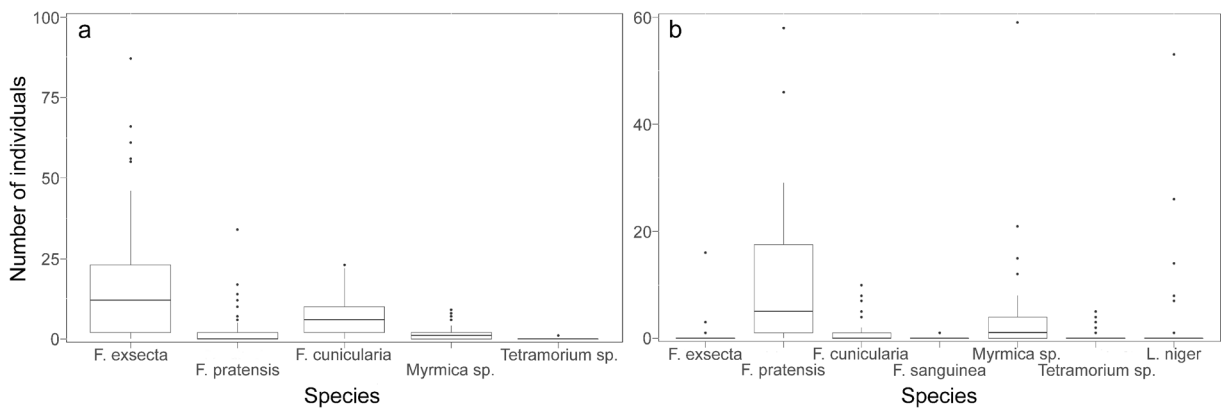 a
Number of individuals
100
75
50
25
0
F. exsecta
F. pratensis
F. cunicularia
Myrmica sp.
Tetramorium sp.
Species
b
60
40
20
0
F. exsecta
F. pratensis
F. cunicularia
F. sanguinea
Myrmica sp.
Tetramorium sp.
L. niger
Species